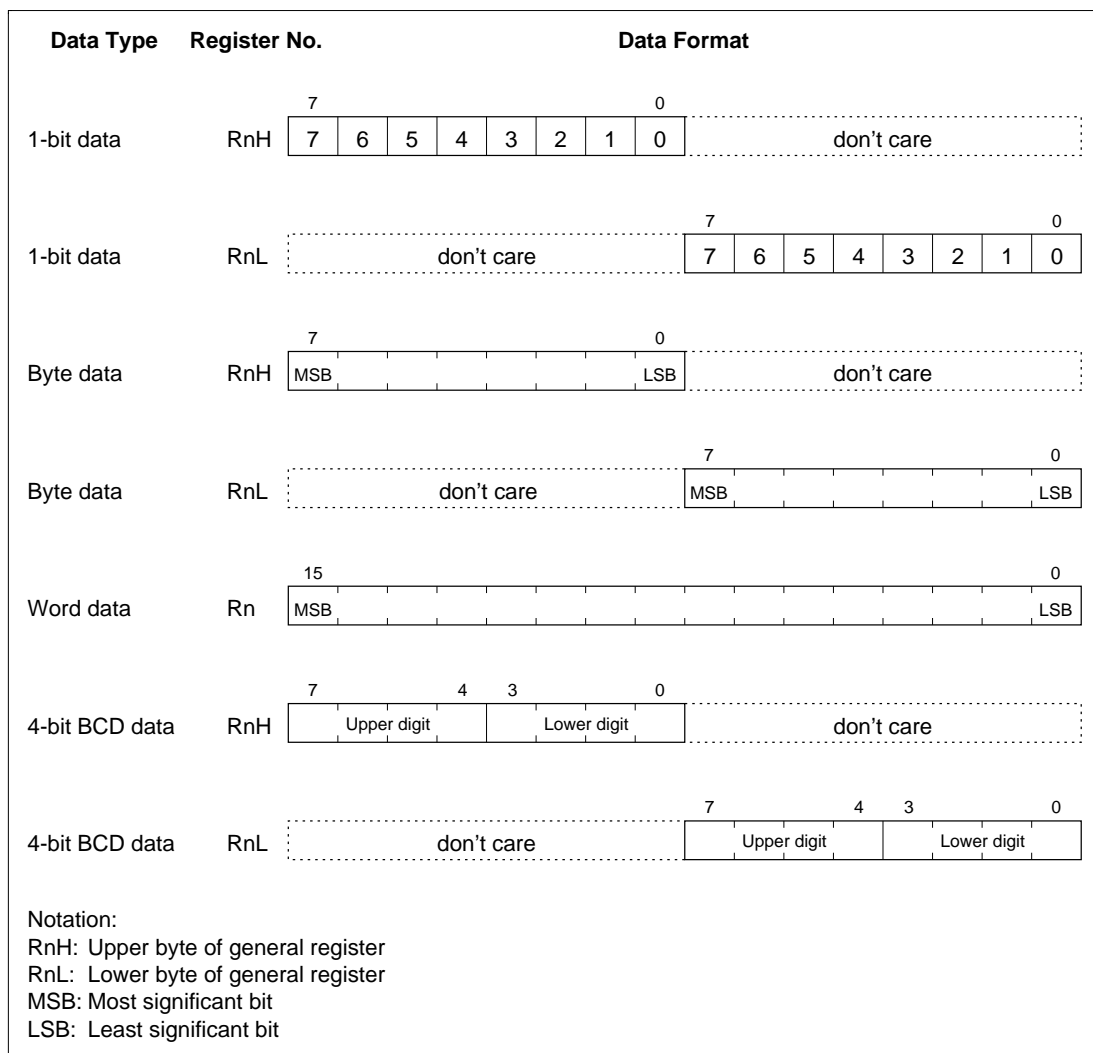 Data Type Register No. Data Format
7 0
1-bit data RnH 7 6 5 4 3 2 1 0 don't care
7 0
1-bit data RnL don't care 7 6 5 4 3 2 1 0
7 0
Byte data RnH MSB LSB don't care
7 0
Byte data RnL don't care MSB LSB
15 0
Word data Rn MSB LSB
7 4 3 0
4-bit BCD data RnH Upper digit Lower digit don't care
7 4 3 0
4-bit BCD data RnL don't care Upper digit Lower digit
Notation:
RnH: Upper byte of general register
RnL: Lower byte of general register
MSB: Most significant bit
LSB: Least significant bit